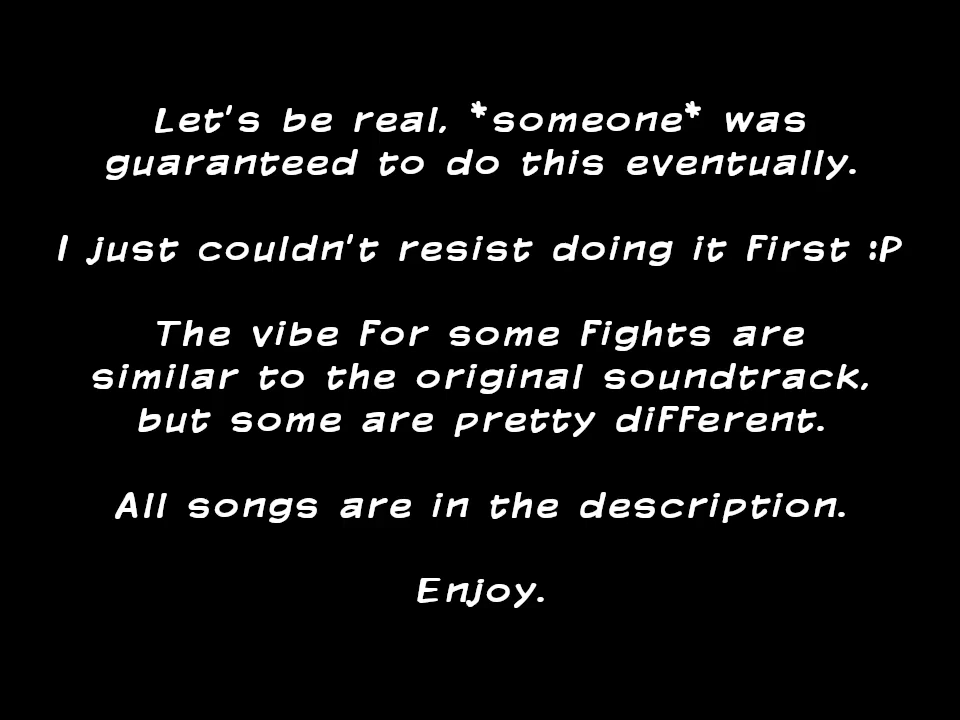 Let's be real, *someone* was
guaranteed to do this eventually.
I just couldn't resist doing it first :P
The vibe for some fights are
similar to the original soundtrack,
but some are pretty different.
All songs are in the description.
Enjoy.